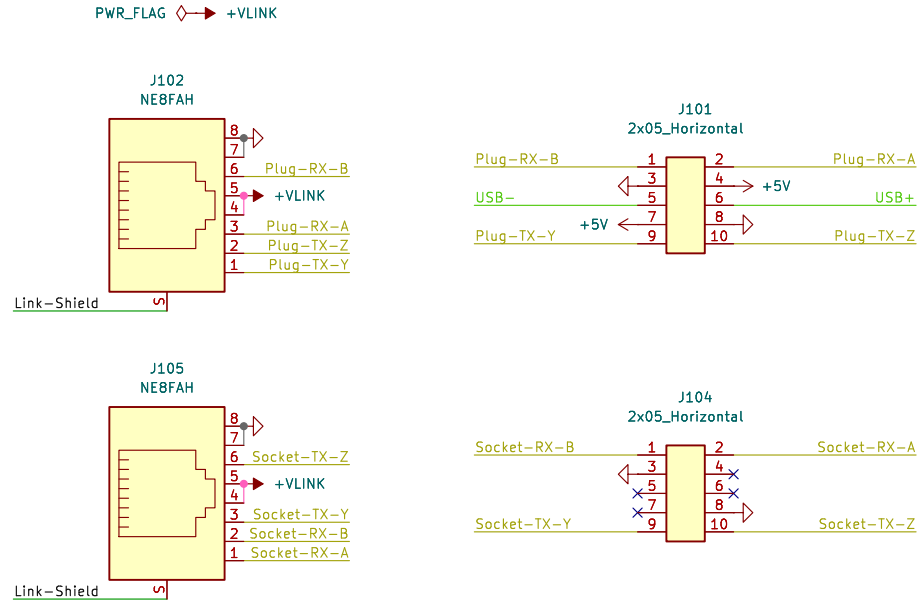 PWR_FLAG +VLINK
J102
NE8FAH
8
7
6 Plug-RX-B
5 +VLINK
4
3 Plug-RX-A
2 Plug-TX-Z
1 Plug-TX-Y
S
Link-Shield
J101
2x05_Horizontal
Plug-RX-B 1 2 Plug-RX-A
3 4 +5V
USB- 5 6 USB+
+5V 7 8
Plug-TX-Y 9 10 Plug-TX-Z
J105
NE8FAH
8
7
6 Socket-TX-Z
5 +VLINK
4
3 Socket-TX-Y
2 Socket-RX-B
1 Socket-RX-A
S
Link-Shield
J104
2x05_Horizontal
Socket-RX-B 1 2 Socket-RX-A
3 4
5 6
7 8
Socket-TX-Y 9 10 Socket-TX-Z